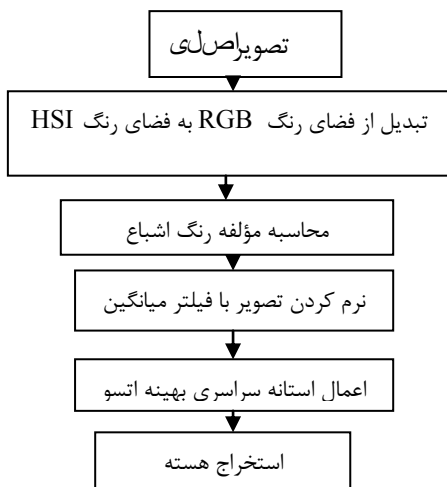 تصویراصلی
تبدیل از فضای رنگ RGB به فضای رنگ HSI
محاسبه مؤلفه رنگ اشباع
نرم کردن تصویر با فیلتر میانگین
اعمال استانه سراسری بهینه اتسو
استخراج هسته